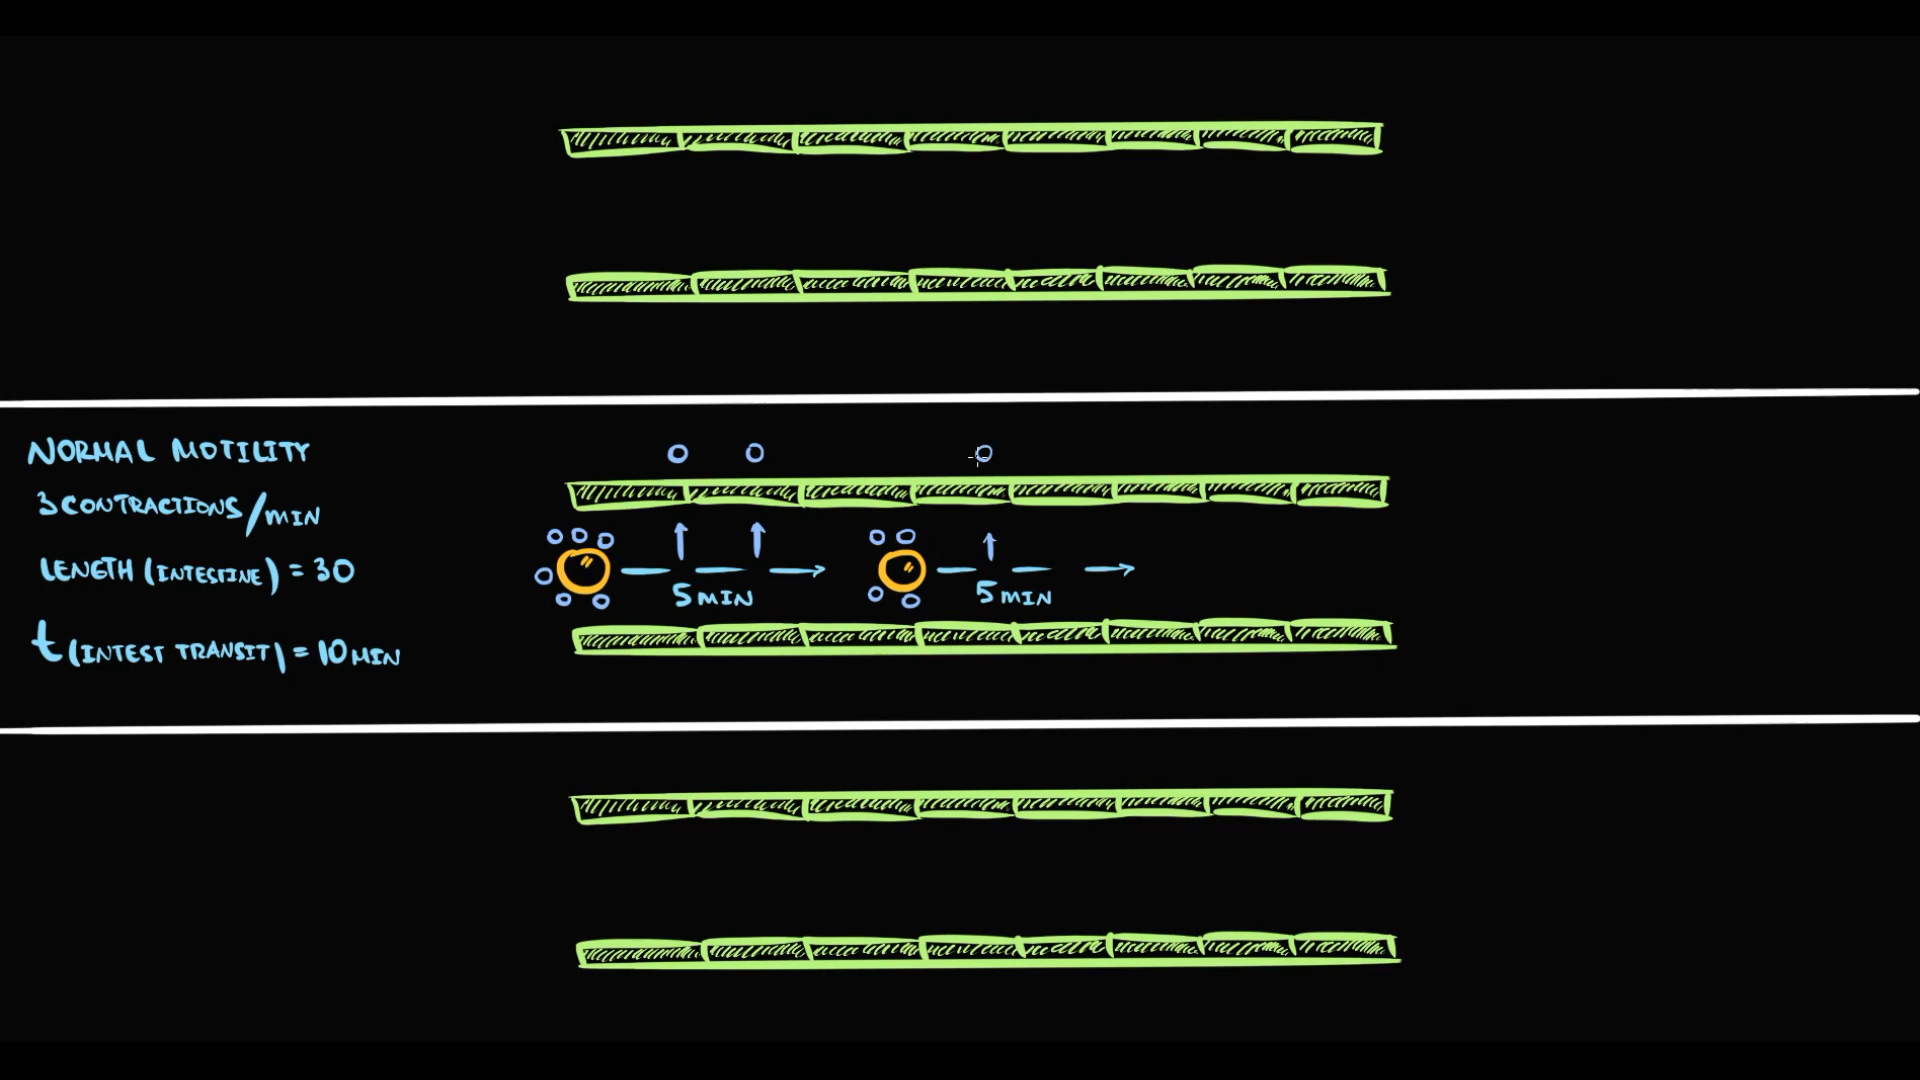 NORMAL MOTILITY
3 CONTRACTIONS/MIN
LENGTH (INTESTINE) = 30
t (INTEST TRANSIT) = 10 MIN
5 MIN
5 MIN